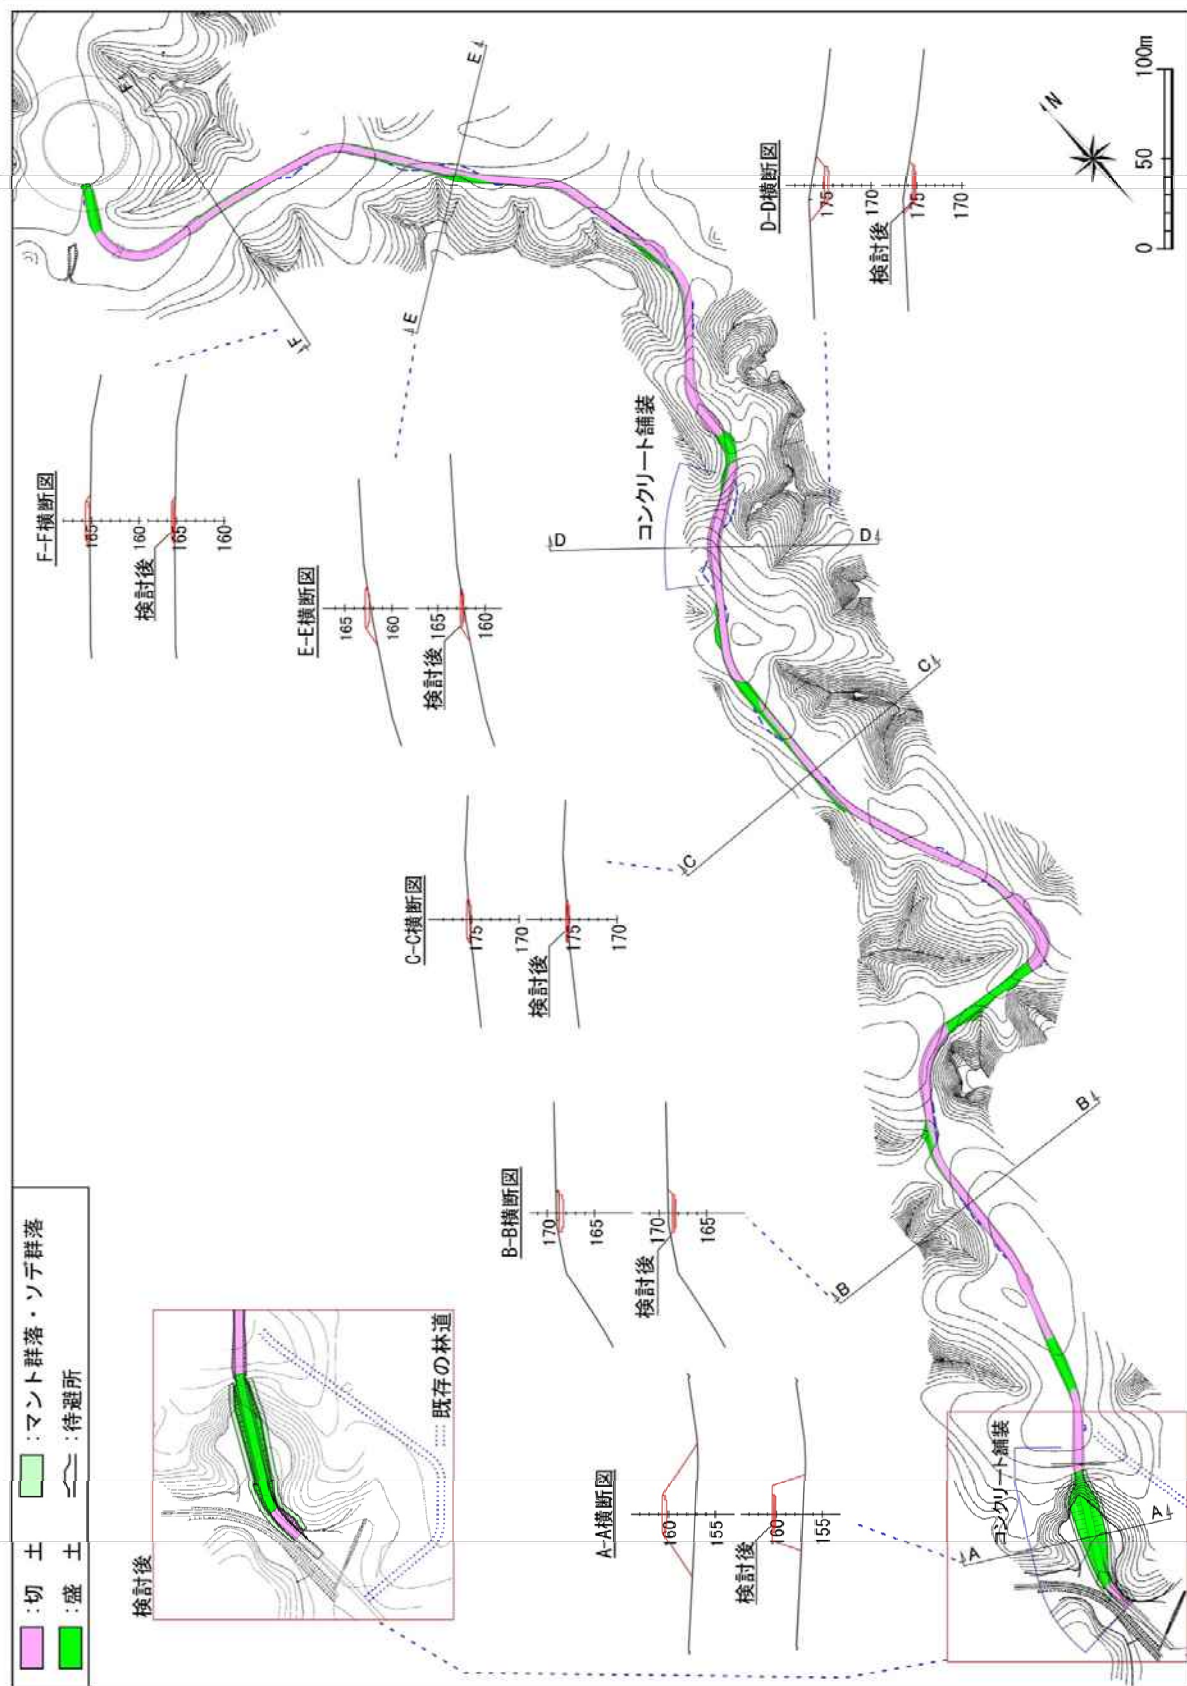 :切　土
:盛　土
:マント群落・ソデ群落
:待避所
検討後
既存の林道
A-A横断図
160
155
検討後
160
155
B-B横断図
170
165
検討後
170
165
C-C横断図
175
170
検討後
175
170
E-E横断図
165
160
検討後
165
160
F-F横断図
165
160
検討後
165
160
D-D横断図
175
170
検討後
175
170
コンクリート舗装
A
A
B
B
C
C
コンクリート舗装
D
D
E
E
F
F
N
0
50
100m